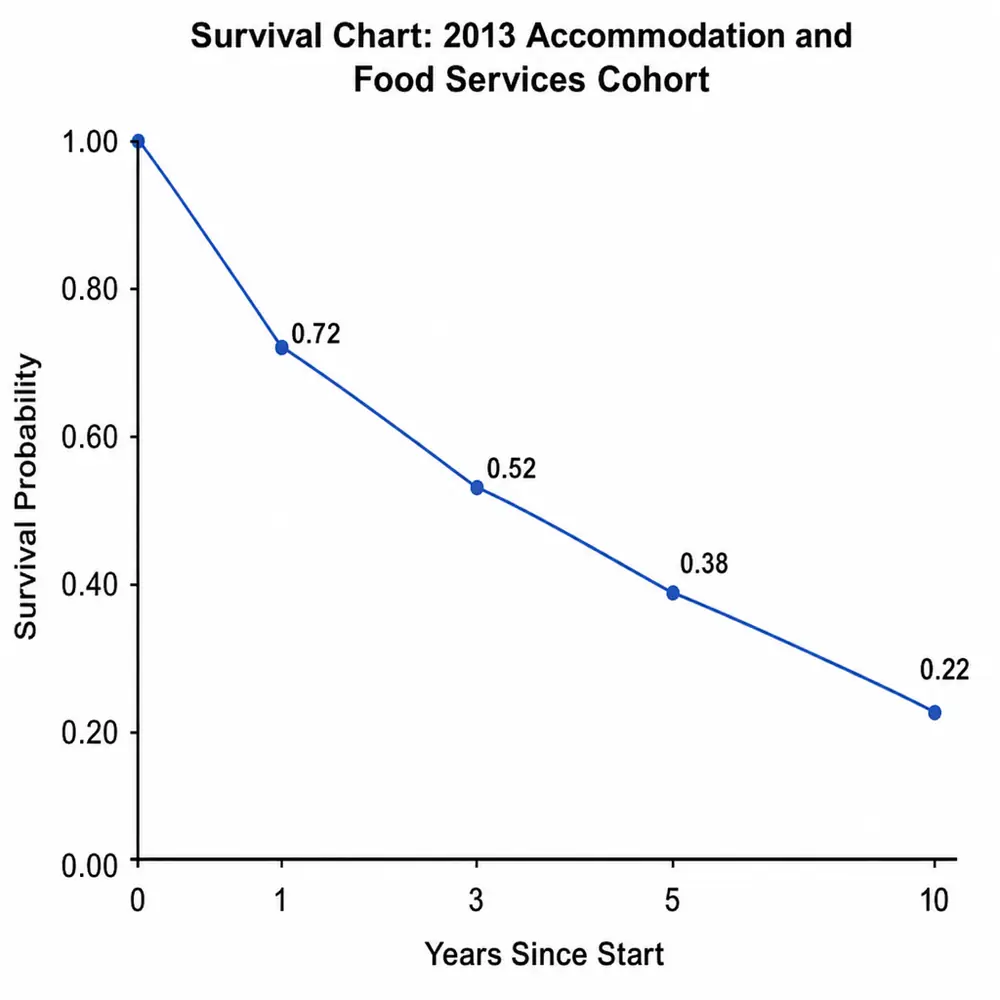 Survival Chart: 2013 Accommodation and
Food Services Cohort
1.00
0.80
0.60
0.40
0.20
0.00
Survival Probability
0.72
0.52
0.38
0.22
0 1 3 5 10
Years Since Start